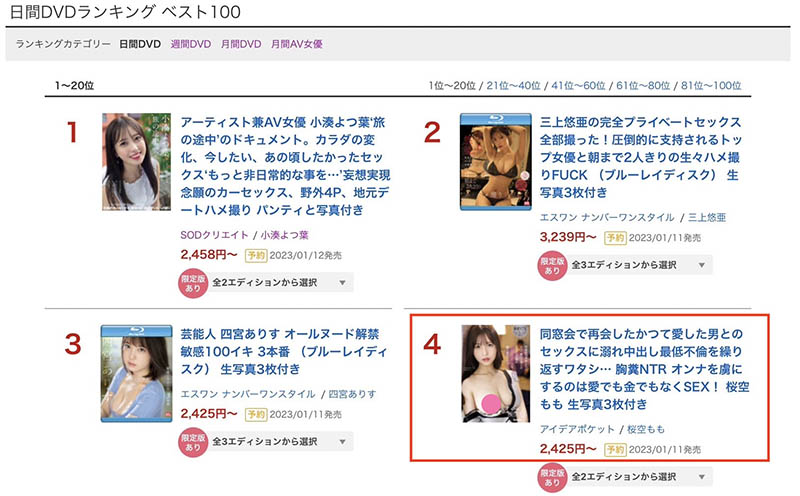 日間DVDランキング ベスト100
ランキングカテゴリー 日間DVD 週間DVD 月間DVD 月間AV女優
1〜20位
1位〜20位 / 21位〜40位 / 41位〜60位 / 61位〜80位 / 81位〜100位
1
アーティスト兼AV女優 小湊よつ葉‘旅
の途中’のドキュメント。カラダの変
化、今したい、あの頃したかったセッ
クス‘もっと非日常的な事を…’妄想実現
念願のカーセックス、野外4P、地元デ
ートハメ撮り パンティと写真付き
SODクリエイト / 小湊よつ葉
2,458円〜 予約 2023/01/12発売
限定版
あり
全2エディションから選択
2
三上悠亜の完全プライベートセックス
全部撮った！圧倒的に支持されるトッ
プ女優と朝まで2人きりの生々ハメ撮
りFUCK （ブルーレイディスク） 生
写真3枚付き
エスワン ナンバーワンスタイル / 三上悠亜
3,239円〜 予約 2023/01/11発売
限定版
あり
全3エディションから選択
3
芸能人 四宮ありす オールヌード解禁
敏感100イキ 3本番 （ブルーレイディ
スク） 生写真3枚付き
エスワン ナンバーワンスタイル / 四宮ありす
2,425円〜 予約 2023/01/11発売
限定版
あり
全3エディションから選択
4
同窓会で再会したかつて愛した男との
セックスに溺れ中出し最低不倫を繰り
返すワタシ… 胸糞NTR オンナを虜に
するのは愛でも金でもなくSEX！ 桜空
もも 生写真3枚付き
アイデアポケット / 桜空もも
2,425円〜 予約 2023/01/11発売
限定版
あり
全2エディションから選択